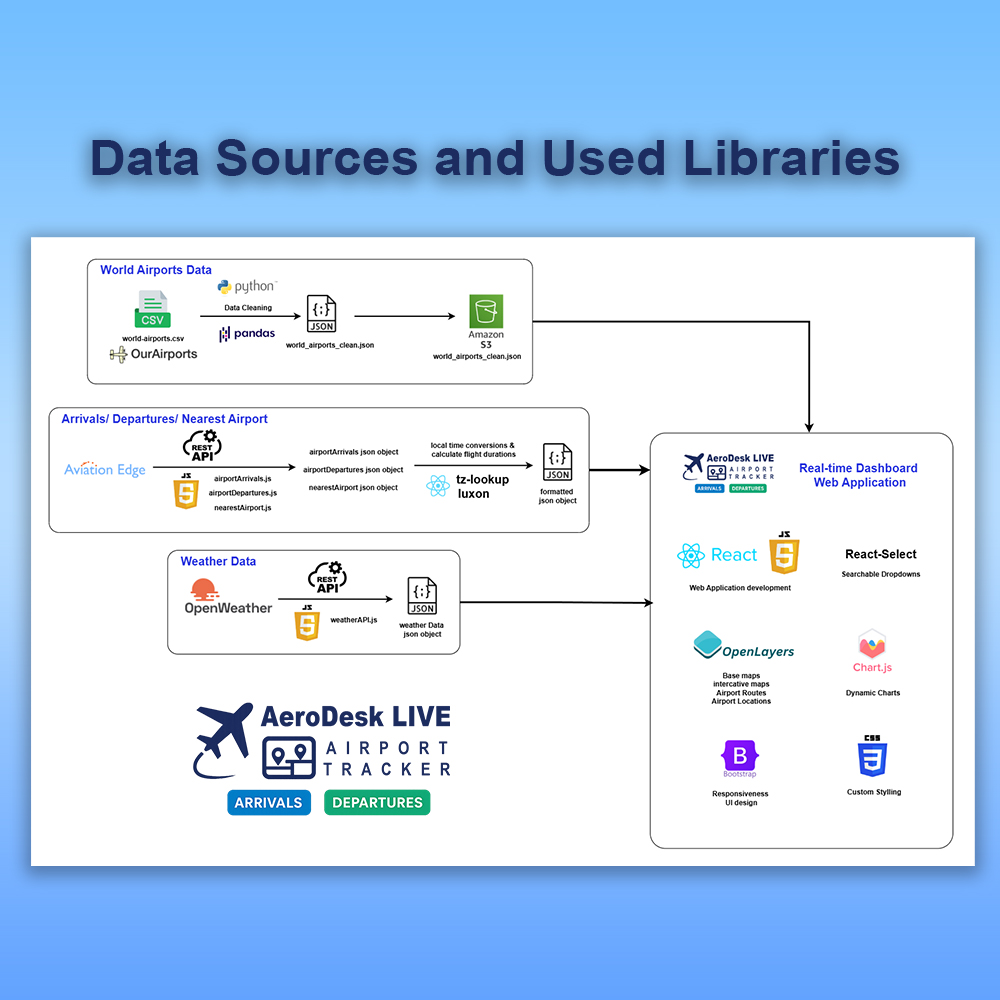 Data Sources and Used Libraries
World Airports Data
python
Data Cleaning
pandas
CSV
world-airports.csv
OurAirports
JSON
world_airports_clean.json
Amazon
S3
world_airports_clean.json
Arrivals/ Departures/ Nearest Airport
Aviation Edge
REST
API
JS
airportArrivals.js
airportDepartures.js
nearestAirport.js
airportArrivals json object
airportDepartures json object
nearestAirport json object
local time conversions &
calculate flight durations
tz-lookup
luxon
JSON
formatted
json object
Weather Data
OpenWeather
REST
API
JS
weatherAPI.js
JSON
weather Data
json object
AeroDesk LIVE
AIRPORT
TRACKER
ARRIVALS
DEPARTURES
Real-time Dashboard
Web Application
React
JS
Web Application development
React-Select
Searchable Dropdowns
OpenLayers
Base maps
intercative maps
Airport Routes
Airport Locations
Chart.js
Dynamic Charts
B
Bootstrap
Responsiveness
UI design
CSS
3
Custom Stylling
AeroDesk LIVE
AIRPORT
TRACKER
ARRIVALS
DEPARTURES